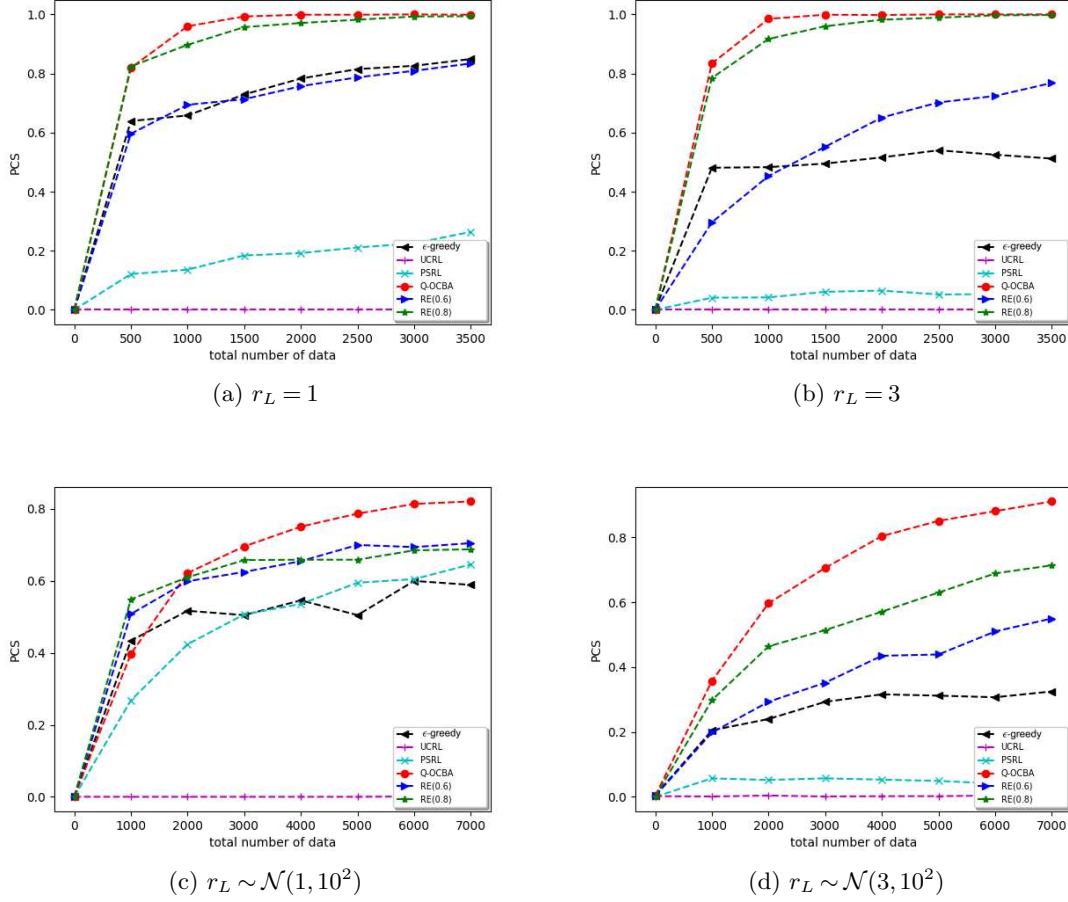 1.0
0.8
0.6
0.4
0.2
0.0
PCS
ϵ-greedy
UCRL
PSRL
Q-OCBA
RE(0.6)
RE(0.8)
0 500 1000 1500 2000 2500 3000 3500
total number of data
(a) r_L = 1
1.0
0.8
0.6
0.4
0.2
0.0
PCS
ϵ-greedy
UCRL
PSRL
Q-OCBA
RE(0.6)
RE(0.8)
0 500 1000 1500 2000 2500 3000 3500
total number of data
(b) r_L = 3
0.8
0.6
0.4
0.2
0.0
PCS
ϵ-greedy
UCRL
PSRL
Q-OCBA
RE(0.6)
RE(0.8)
0 1000 2000 3000 4000 5000 6000 7000
total number of data
(c) r_L ∼ 𝒩(1, 10²)
0.8
0.6
0.4
0.2
0.0
PCS
ϵ-greedy
UCRL
PSRL
Q-OCBA
RE(0.6)
RE(0.8)
0 1000 2000 3000 4000 5000 6000 7000
total number of data
(d) r_L ∼ 𝒩(3, 10²)